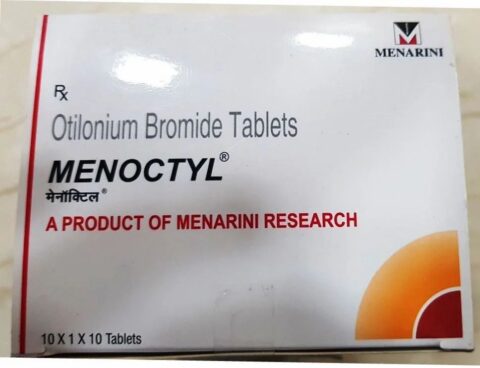 MENARINI
Rx
Otilonium Bromide Tablets
MENOCTYL®
मेनॉक्टिल®
A PRODUCT OF MENARINI RESEARCH
10 X 1 X 10 Tablets